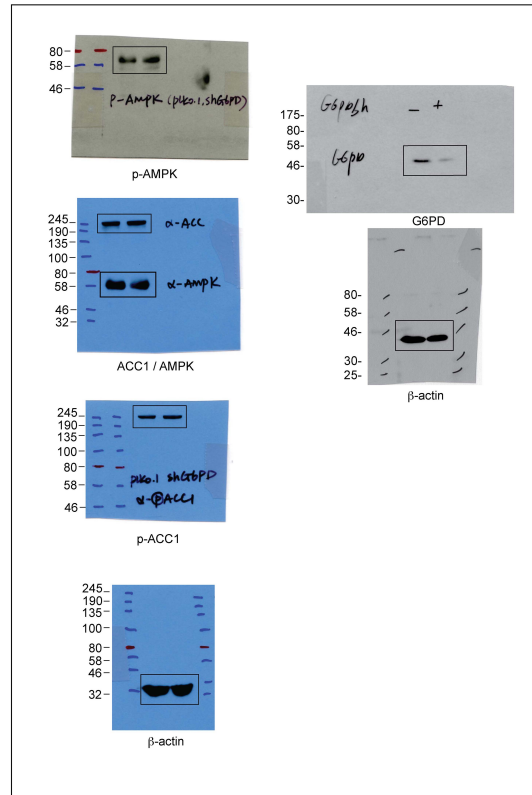 80
58
46
P-AMPK (plko.1.shG6PD)
p-AMPK
245
190
135
100
80
58
46
32
α-ACC
α-AMPK
ACC1 / AMPK
245
190
135
100
80
58
46
plko.1 shG6PD
α-pACC1
p-ACC1
245
190
135
100
80
58
46
32
β-actin
G6PDsh - +
175-
80-
58-
46-
30-
G6PD
G6PD
80-
58-
46-
30-
25-
β-actin